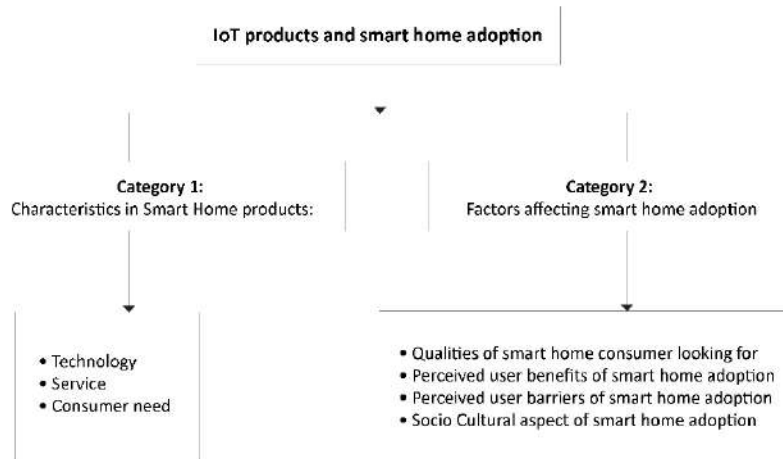 IoT products and smart home adoption
Category 1:
Characteristics in Smart Home products:
Category 2:
Factors affecting smart home adoption
• Technology
• Service
• Consumer need
• Qualities of smart home consumer looking for
• Perceived user benefits of smart home adoption
• Perceived user barriers of smart home adoption
• Socio Cultural aspect of smart home adoption